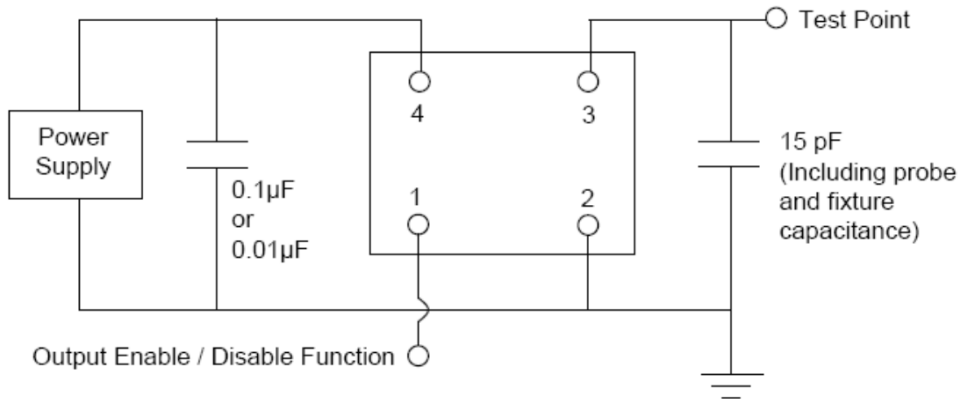 Test Point
4
3
Power
Supply
15 pF
(Including probe
and fixture
capacitance)
0.1µF
or
0.01µF
1
2
Output Enable / Disable Function